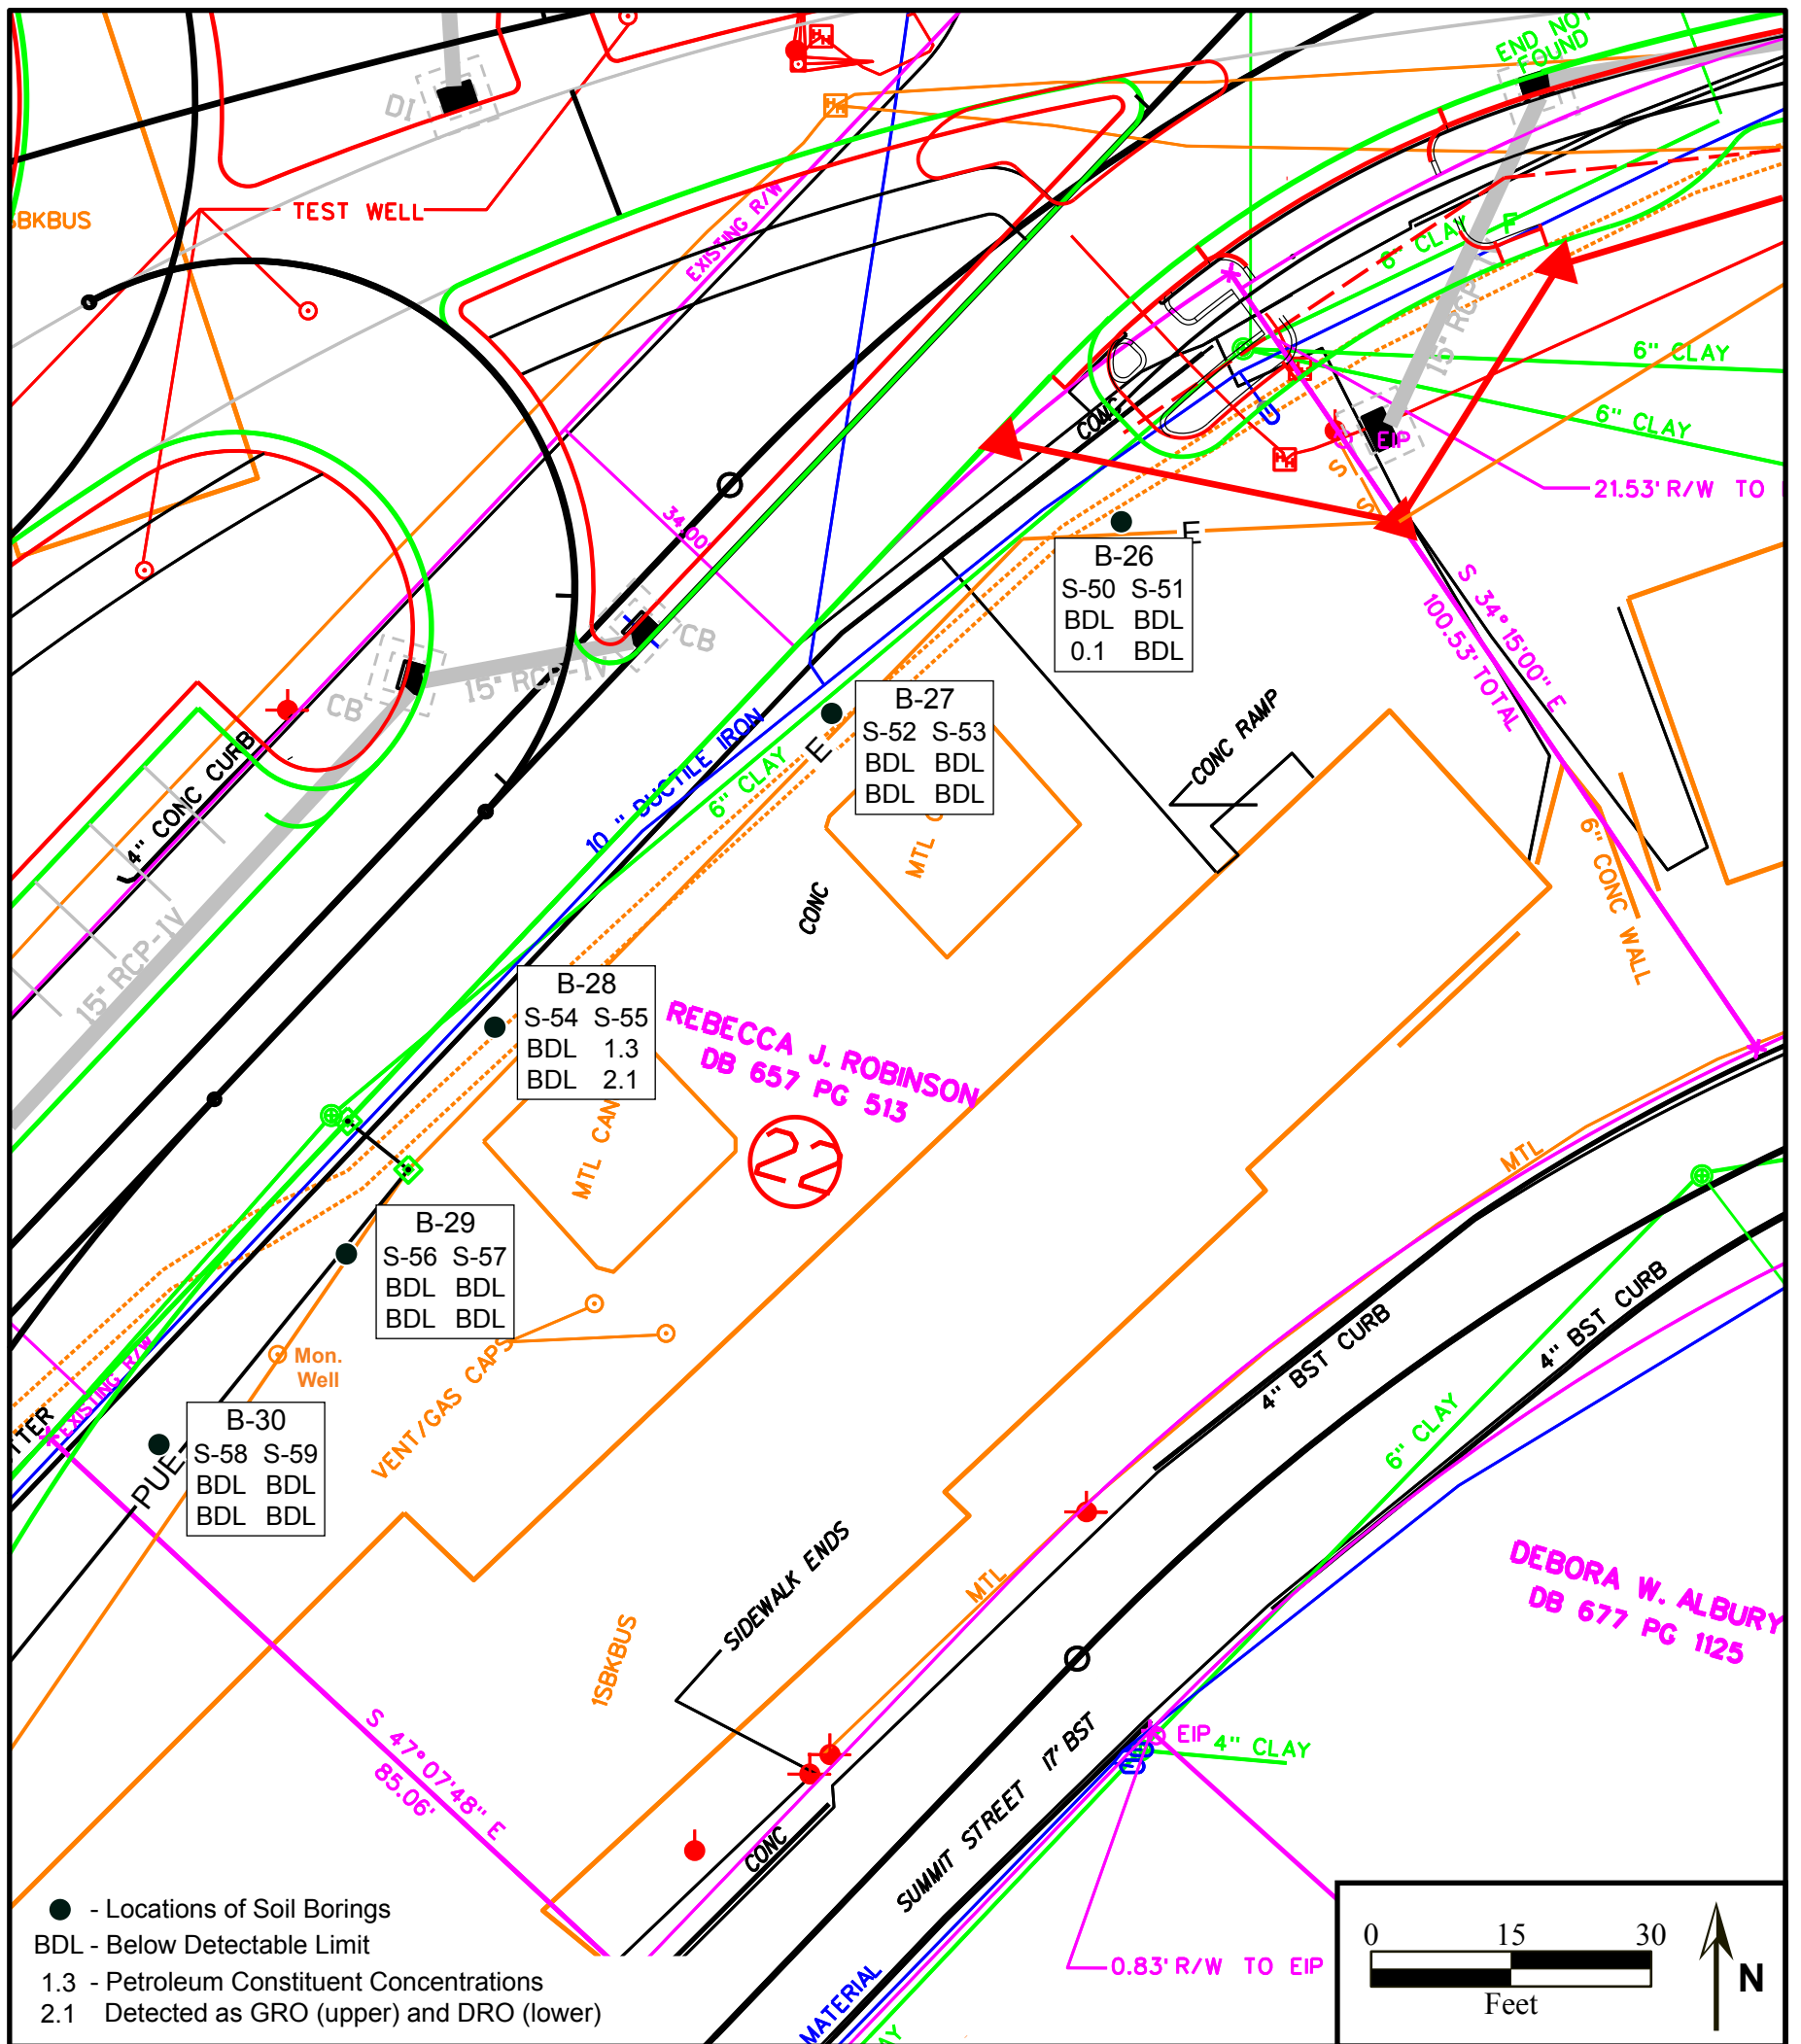 END NOT
FOUND
DI
SBKBUS
TEST WELL
EXISTING R/W
6" CLAY
F
15" RCP-IV
6" CLAY
6" CLAY
CONC
EIP
S
S
21.53' R/W TO
34.00'
E
B-26
S-50 S-51
BDL BDL
0.1 BDL
S 34°15'00" E
100.53' TOTAL
CB
15" RCP-IV
CB
B-27
S-52 S-53
BDL BDL
BDL BDL
E
CONC RAMP
10 " DUCTILE IRON
6" CLAY
4" CONC CURB
MTL
CONC
6" CONC WALL
15" RCP-IV
B-28
S-54 S-55
BDL 1.3
BDL 2.1
REBECCA J. ROBINSON
DB 657 PG 513
22
MTL CAN
MTL
B-29
S-56 S-57
BDL BDL
BDL BDL
Mon.
Well
EXISTING R/W
VENT/GAS CAPS
4" BST CURB
4" BST CURB
TTER
B-30
S-58 S-59
BDL BDL
BDL BDL
PUE
6" CLAY
SIDEWALK ENDS
MTL
DEBORA W. ALBURY
DB 677 PG 1125
1SBKBUS
S 47°07'48" E
85.06'
EIP
4" CLAY
SUMMIT STREET 17' BST
CONC
- Locations of Soil Borings
BDL - Below Detectable Limit
1.3 - Petroleum Constituent Concentrations
2.1 Detected as GRO (upper) and DRO (lower)
0.83' R/W TO EIP
MATERIAL
0 15 30
Feet
N